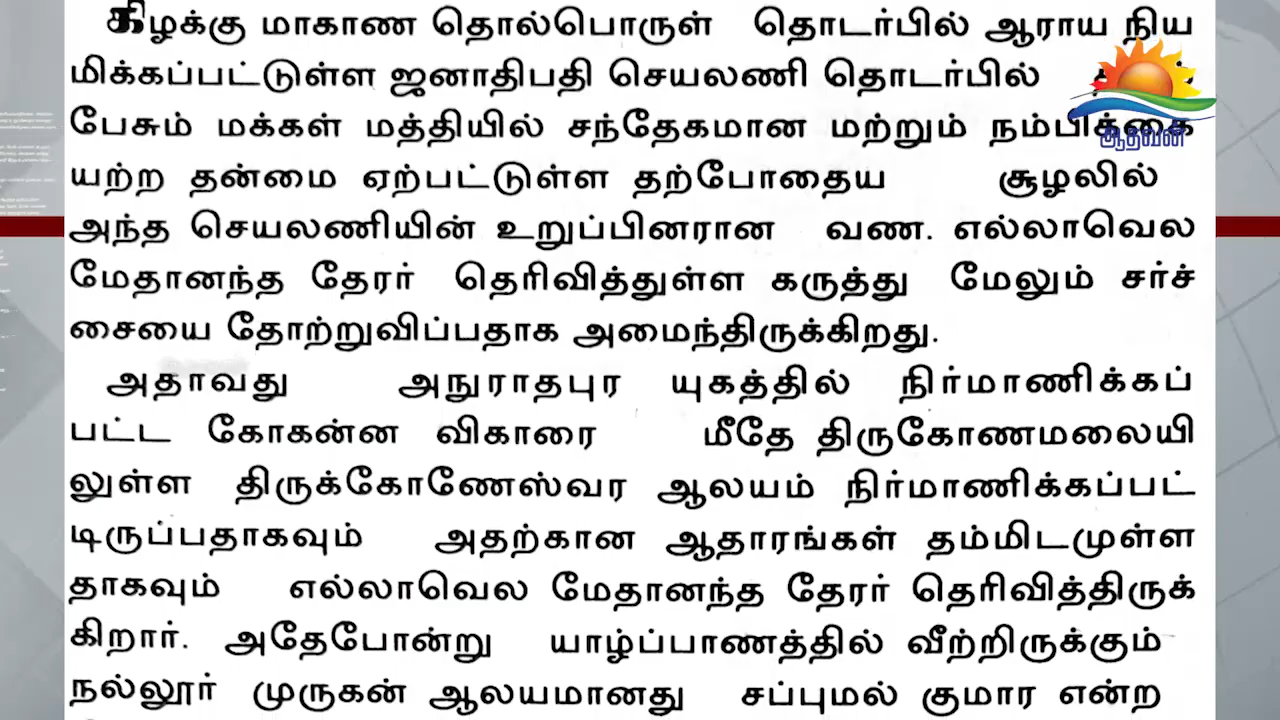 கிழக்கு மாகாண தொல்பொருள் தொடர்பில் ஆராய நிய
மிக்கப்பட்டுள்ள ஜனாதிபதி செயலணி தொடர்பில்
பேசும் மக்கள் மத்தியில் சந்தேகமான மற்றும் நம்பிக்கை
யற்ற தன்மை ஏற்பட்டுள்ள தற்போதைய சூழலில்
அந்த செயலணியின் உறுப்பினரான வண. எல்லாவெல
மேதானந்த தேரர் தெரிவித்துள்ள கருத்து மேலும் சர்ச்
சையை தோற்றுவிப்பதாக அமைந்திருக்கிறது.
அதாவது அநுராதபுர யுகத்தில் நிர்மாணிக்கப்
பட்ட கோகன்ன விகாரை மீதே திருகோணமலையி
லுள்ள திருக்கோணேஸ்வர ஆலயம் நிர்மாணிக்கப்பட்
டிருப்பதாகவும் அதற்கான ஆதாரங்கள் தம்மிடமுள்ள
தாகவும் எல்லாவெல மேதானந்த தேரர் தெரிவித்திருக்
கிறார். அதேபோன்று யாழ்ப்பாணத்தில் வீற்றிருக்கும்
நல்லூர் முருகன் ஆலயமானது சப்புமல் குமார என்ற
ஆதவன்